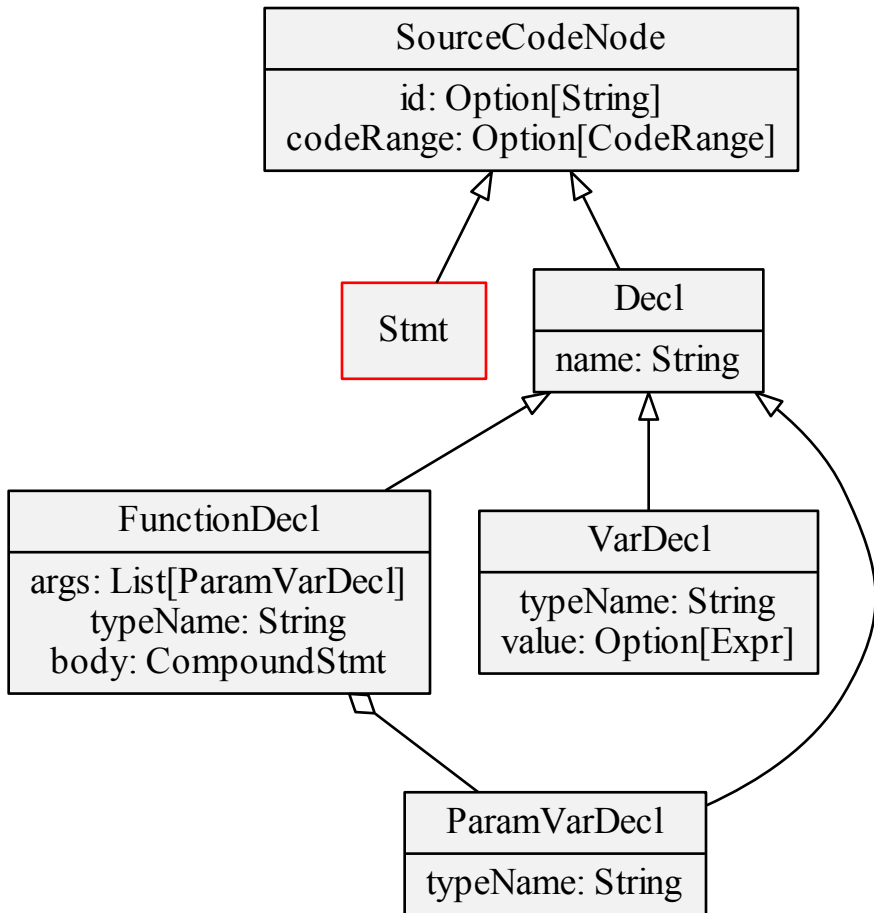 SourceCodeNode
id: Option[String]
codeRange: Option[CodeRange]
Stmt
Decl
name: String
FunctionDecl
args: List[ParamVarDecl]
typeName: String
body: CompoundStmt
VarDecl
typeName: String
value: Option[Expr]
ParamVarDecl
typeName: String